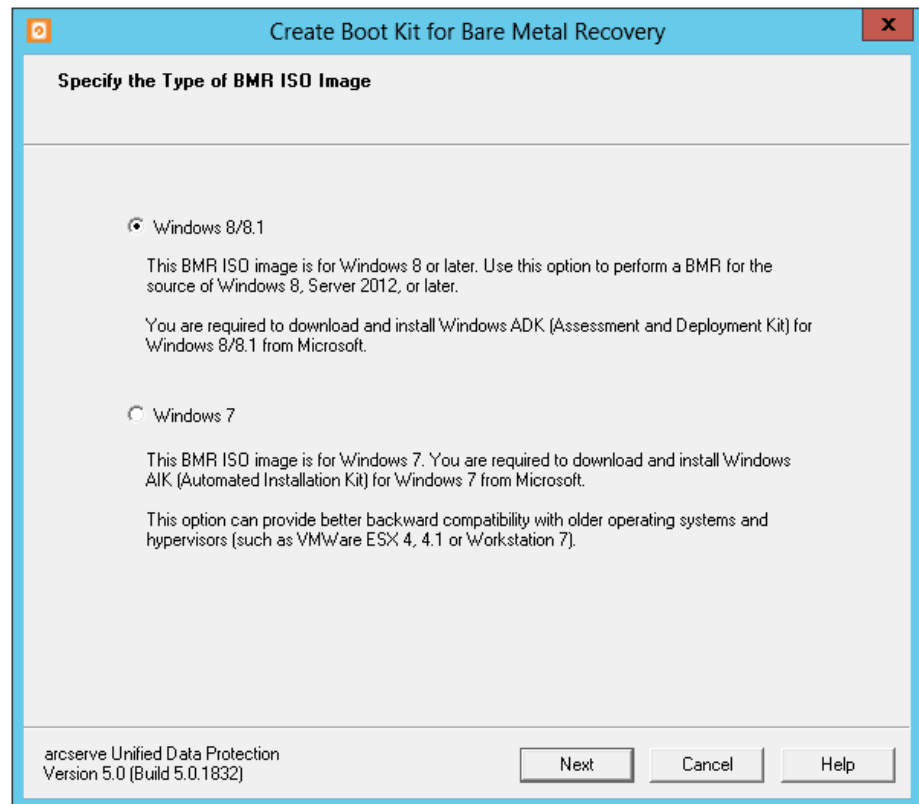 Create Boot Kit for Bare Metal Recovery
x
Specify the Type of BMR ISO Image
Windows 8/8.1
This BMR ISO image is for Windows 8 or later. Use this option to perform a BMR for the
source of Windows 8, Server 2012, or later.
You are required to download and install Windows ADK (Assessment and Deployment Kit) for
Windows 8/8.1 from Microsoft.
Windows 7
This BMR ISO image is for Windows 7. You are required to download and install Windows
AIK (Automated Installation Kit) for Windows 7 from Microsoft.
This option can provide better backward compatibility with older operating systems and
hypervisors (such as VMWare ESX 4, 4.1 or Workstation 7).
arcserve Unified Data Protection
Version 5.0 (Build 5.0.1832)
Next
Cancel
Help